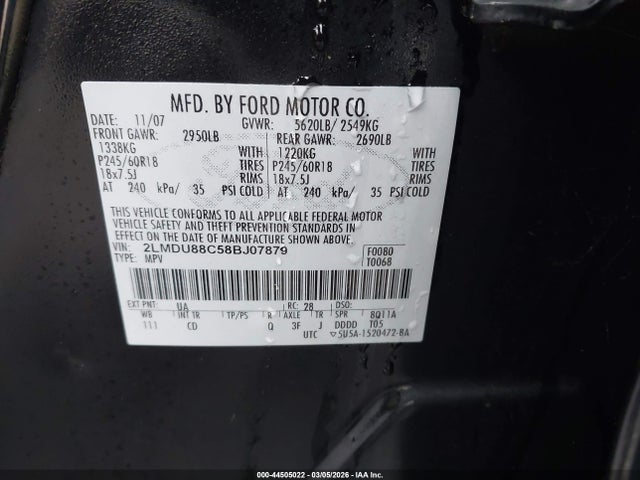 MFD. BY FORD MOTOR CO.
DATE: 11/07 GVWR: 5620LB/ 2549KG
FRONT GAWR: 2950LB REAR GAWR: 2690LB
1338KG WITH 1220KG WITH
P245/60R18 TIRES P245/60R18 TIRES
18x7.5J RIMS 18x7.5J RIMS
AT 240 kPa/ 35 PSI COLD AT 240 kPa/ 35 PSI COLD
THIS VEHICLE CONFORMS TO ALL APPLICABLE FEDERAL MOTOR
VEHICLE SAFETY AND THEFT PREVENTION STANDARDS IN
EFFECT ON THE DATE OF MANUFACTURE SHOWN ABOVE.
VIN: 2LMDU88C58BJ07879 F0080
TYPE: MPV T0068
EXT PNT: UA RC: 28 DSO:
WB INT TR TP/PS R AXLE TR SPR 8Q11A
111 CD Q 3F J DDDD T05
UTC 5U5A-1520472-BA
000-44505022 | 03/05/2026 - IAA Inc.